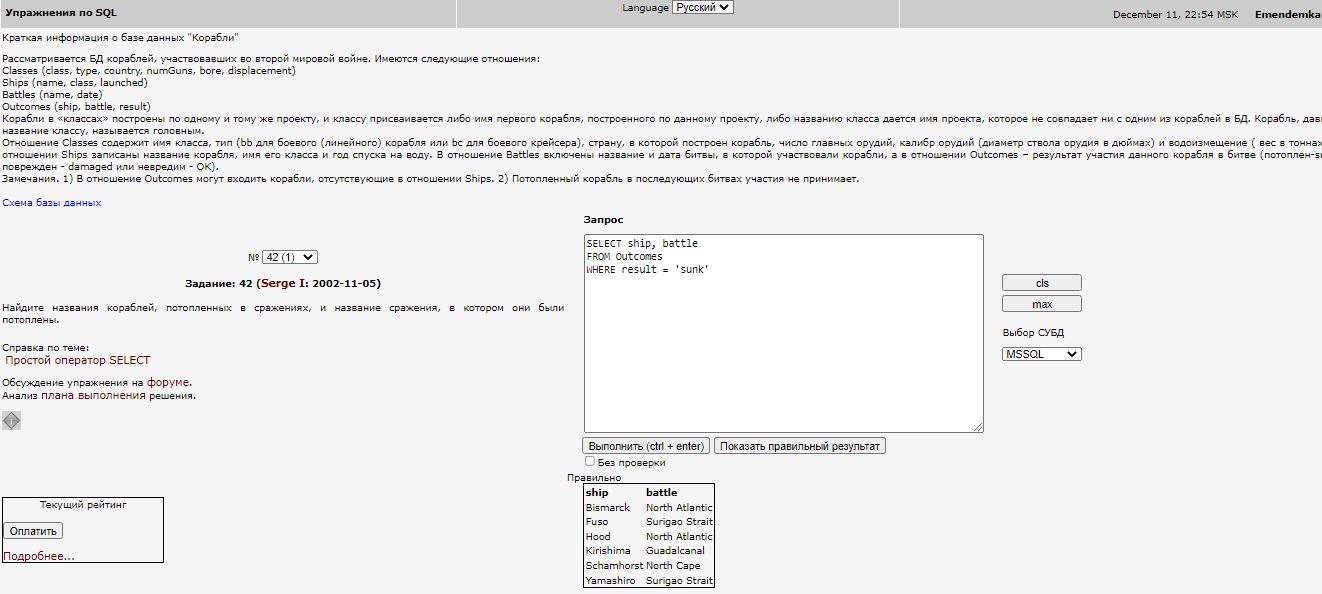 Упражнения по SQL
Language Русский
December 11, 22:54 MSK Emendemka
Краткая информация о базе данных "Корабли"
Рассматривается БД кораблей, участвовавших во второй мировой войне. Имеются следующие отношения:
Classes (class, type, country, numGuns, bore, displacement)
Ships (name, class, launched)
Battles (name, date)
Outcomes (ship, battle, result)
Корабли в «классах» построены по одному и тому же проекту, и классу присваивается либо имя первого корабля, построенного по данному проекту, либо названию класса дается имя проекта, которое не совпадает ни с одним из кораблей в БД. Корабль, дав
название классу, называется головным.
Отношение Classes содержит имя класса, тип (bb для боевого (линейного) корабля или bc для боевого крейсера), страну, в которой построен корабль, число главных орудий, калибр орудий (диаметр ствола орудия в дюймах) и водоизмещение ( вес в тоннах
отношении Ships записаны название корабля, имя его класса и год спуска на воду. В отношение Battles включены название и дата битвы, в которой участвовали корабли, а в отношении Outcomes – результат участия данного корабля в битве (потоплен-s
поврежден - damaged или невредим - OK).
Замечания. 1) В отношение Outcomes могут входить корабли, отсутствующие в отношении Ships. 2) Потопленный корабль в последующих битвах участия не принимает.
Схема базы данных
№ 42 (1)
Задание: 42 (Serge I: 2002-11-05)
Найдите названия кораблей, потопленных в сражениях, и название сражения, в котором они были
потоплены.
Справка по теме:
Простой оператор SELECT
Обсуждение упражнения на форуме.
Анализ плана выполнения решения.
Запрос
SELECT ship, battle
FROM Outcomes
WHERE result = 'sunk'
cls
max
Выбор СУБД
MSSQL
Выполнить (ctrl + enter) Показать правильный результат
Без проверки
Правильно
ship battle
Bismarck North Atlantic
Fuso Surigao Strait
Hood North Atlantic
Kirishima Guadalcanal
Schamhorst North Cape
Yamashiro Surigao Strait
Текущий рейтинг
Оплатить
Подробнее...